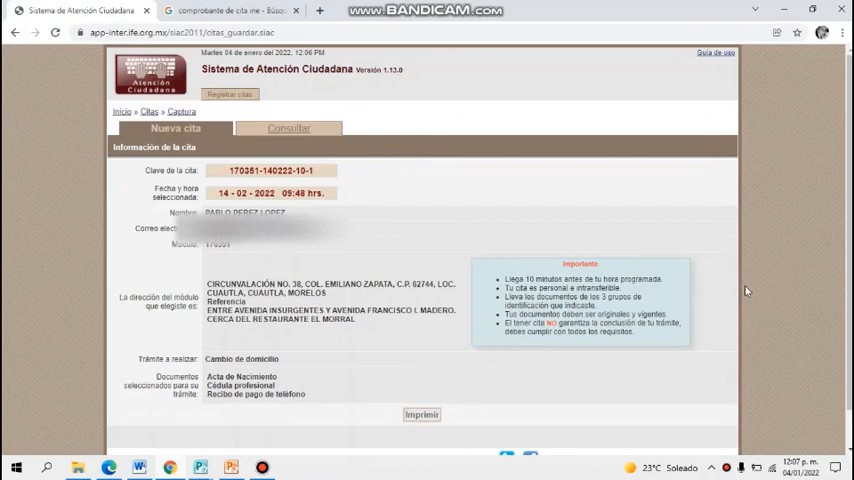 www.BANDICAM.com
Sistema de Atención Ciudadana
comprobante de cita ine - Búsq
app-inter.ife.org.mx/siac2011/citas_guardar.siac
Martes 04 de enero del 2022, 12:06 PM
Guía de uso
Atención
Ciudadana
Sistema de Atención Ciudadana Versión 1.13.0
Registrar citas
Inicio » Citas » Captura
Nueva cita
Consultar
Información de la cita
Clave de la cita:
170351-140222-10-1
Fecha y hora
seleccionada:
14 - 02 - 2022 09:48 hrs.
Nombre: PABLO PEREZ LOPEZ
Correo elect
Módulo: 170351
La dirección del módulo
que elegiste es:
CIRCUNVALACIÓN NO. 38, COL. EMILIANO ZAPATA, C.P. 62744, LOC.
CUAUTLA, CUAUTLA, MORELOS
Referencia
ENTRE AVENIDA INSURGENTES Y AVENIDA FRANCISCO I. MADERO.
CERCA DEL RESTAURANTE EL MORRAL
Importante
Llega 10 minutos antes de tu hora programada.
Tu cita es personal e intransferible.
Lleva los documentos de los 3 grupos de
identificación que indicaste.
Tus documentos deben ser originales y vigentes.
El tener cita NO garantiza la conclusión de tu trámite,
debes cumplir con todos los requisitos.
Trámite a realizar: Cambio de domicilio
Documentos
seleccionados para su
trámite:
Acta de Nacimiento
Cédula profesional
Recibo de pago de teléfono
Imprimir
23°C Soleado
12:07 p. m.
04/01/2022